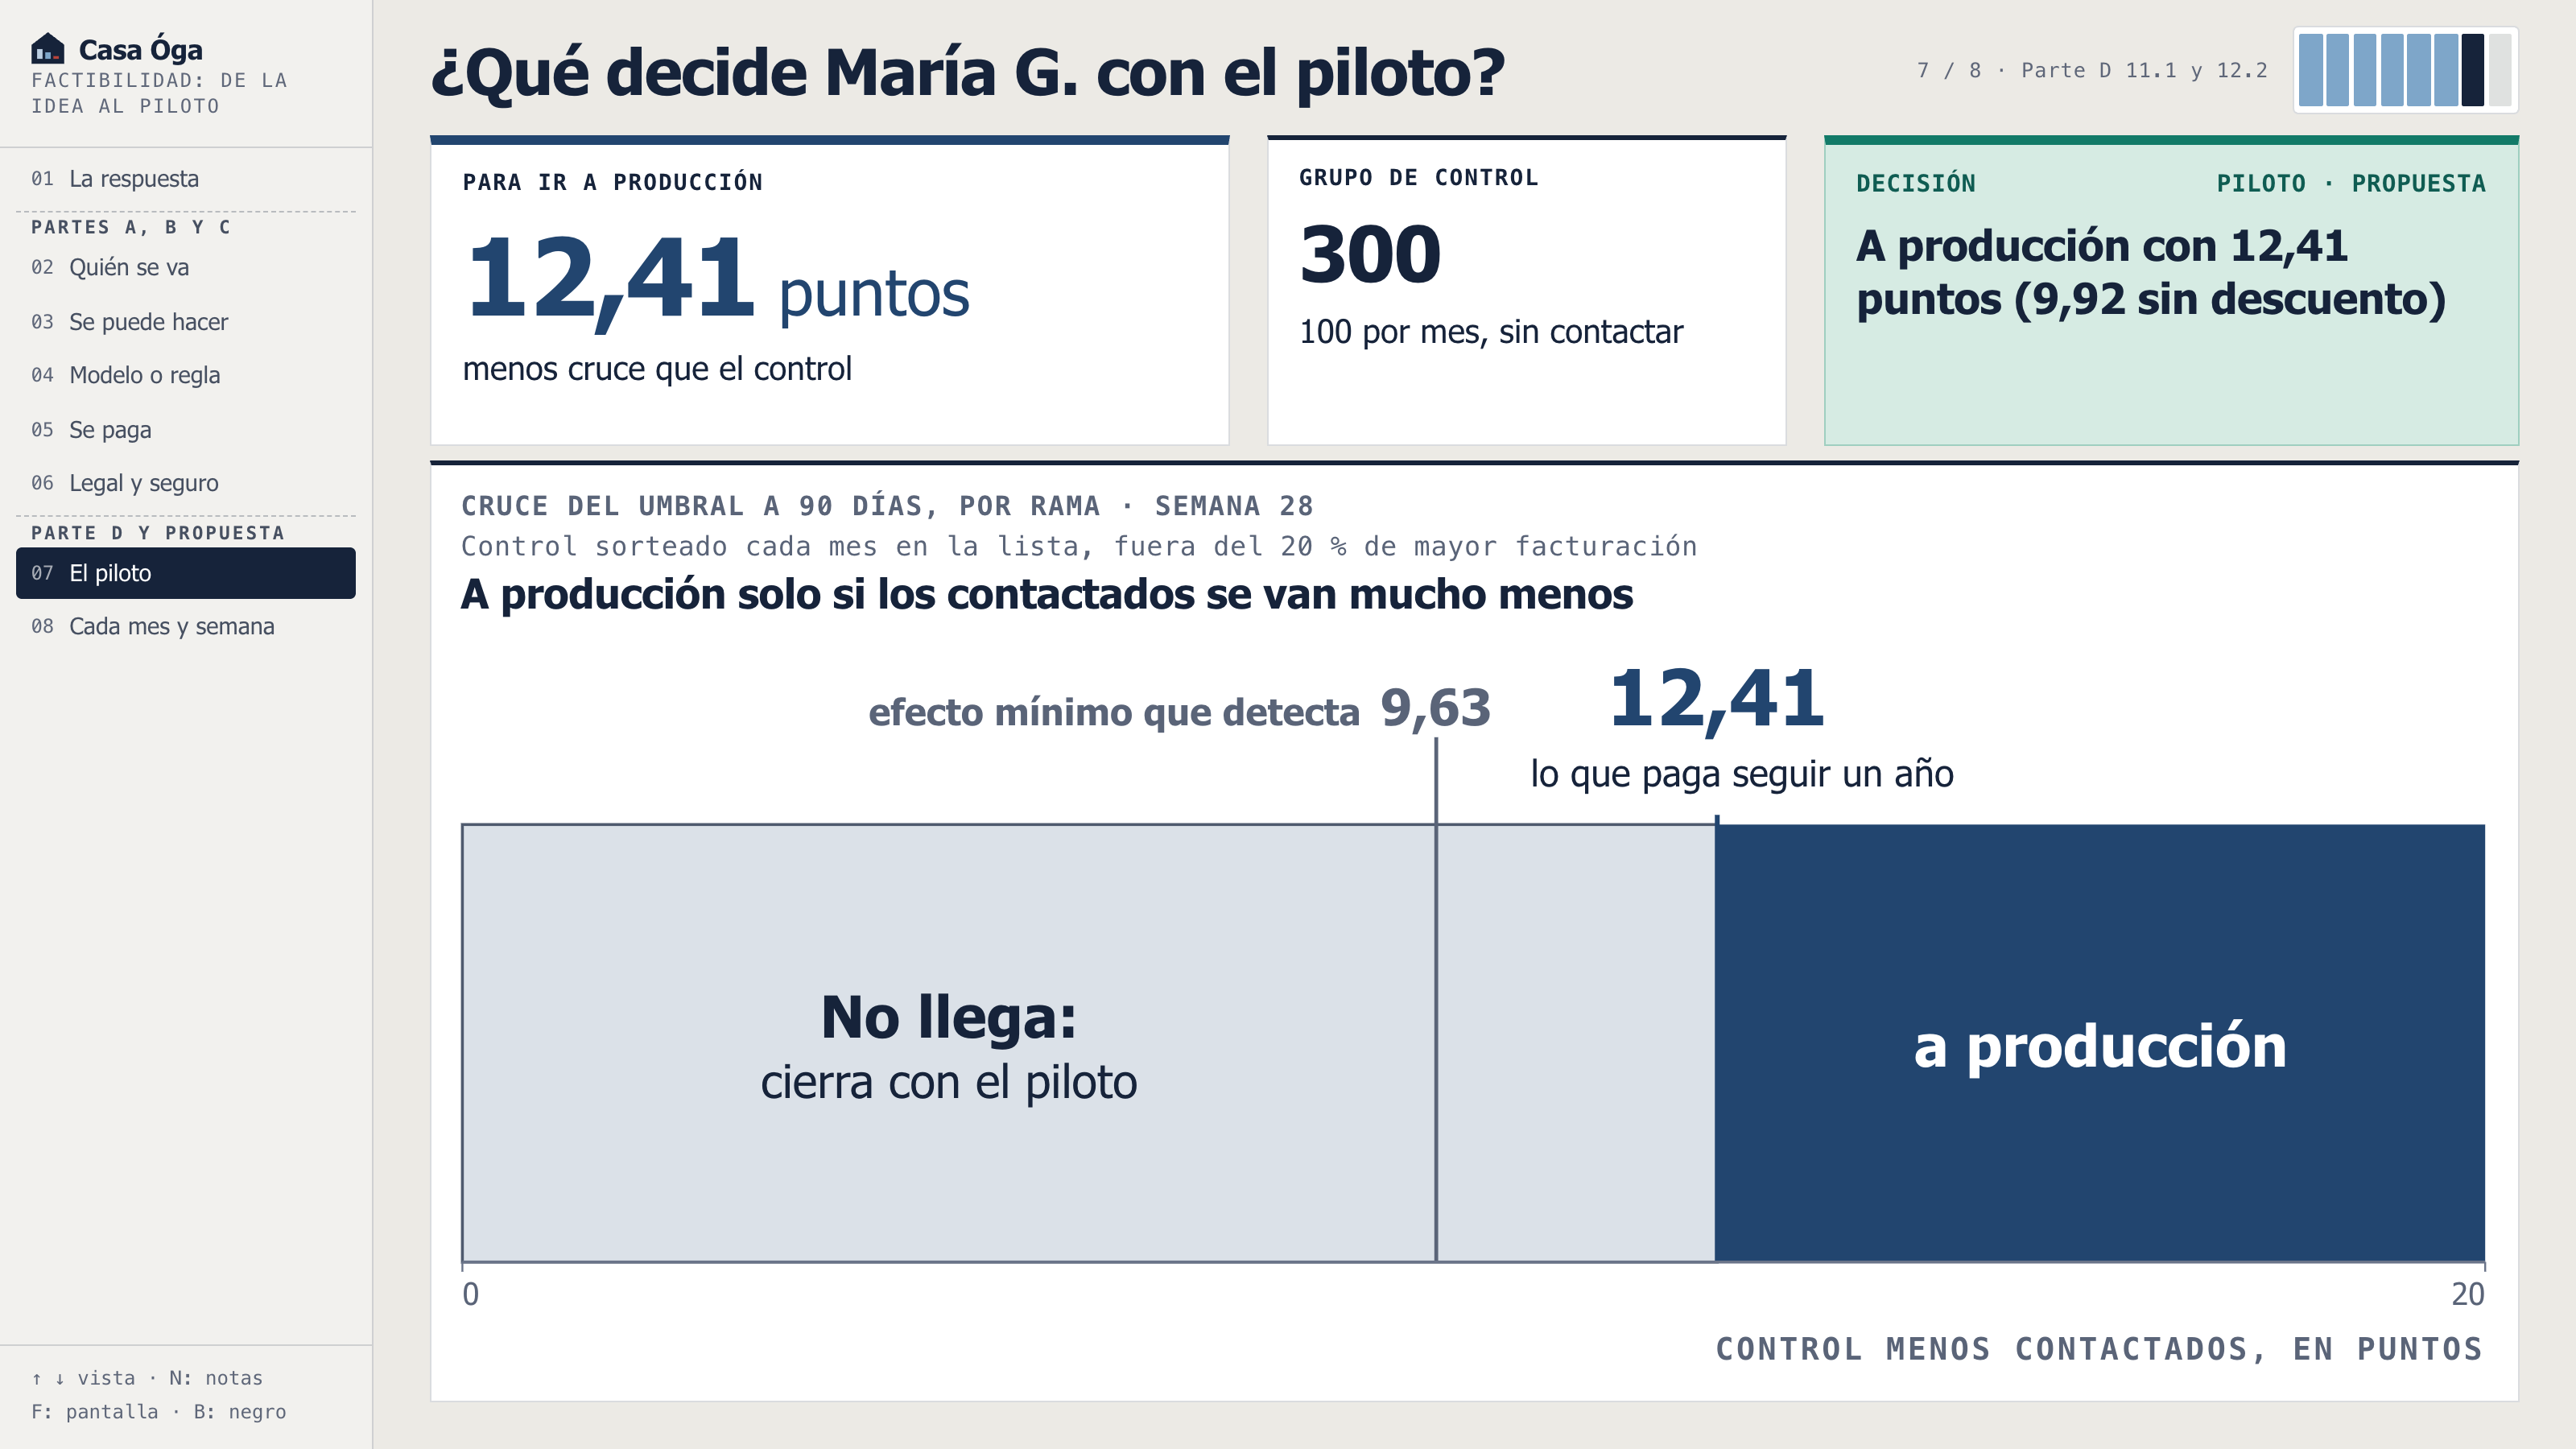 Casa Óga
FACTIBILIDAD: DE LA
IDEA AL PILOTO
01 La respuesta
PARTES A, B Y C
02 Quién se va
03 Se puede hacer
04 Modelo o regla
05 Se paga
06 Legal y seguro
PARTE D Y PROPUESTA
07 El piloto
08 Cada mes y semana
↑ ↓ vista · N: notas
F: pantalla · B: negro
¿Qué decide María G. con el piloto?
7 / 8 · Parte D 11.1 y 12.2
PARA IR A PRODUCCIÓN
12,41 puntos
menos cruce que el control
GRUPO DE CONTROL
300
100 por mes, sin contactar
DECISIÓN PILOTO · PROPUESTA
A producción con 12,41
puntos (9,92 sin descuento)
CRUCE DEL UMBRAL A 90 DÍAS, POR RAMA · SEMANA 28
Control sorteado cada mes en la lista, fuera del 20 % de mayor facturación
A producción solo si los contactados se van mucho menos
efecto mínimo que detecta 9,63
12,41
lo que paga seguir un año
No llega:
cierra con el piloto
a producción
0
20
CONTROL MENOS CONTACTADOS, EN PUNTOS